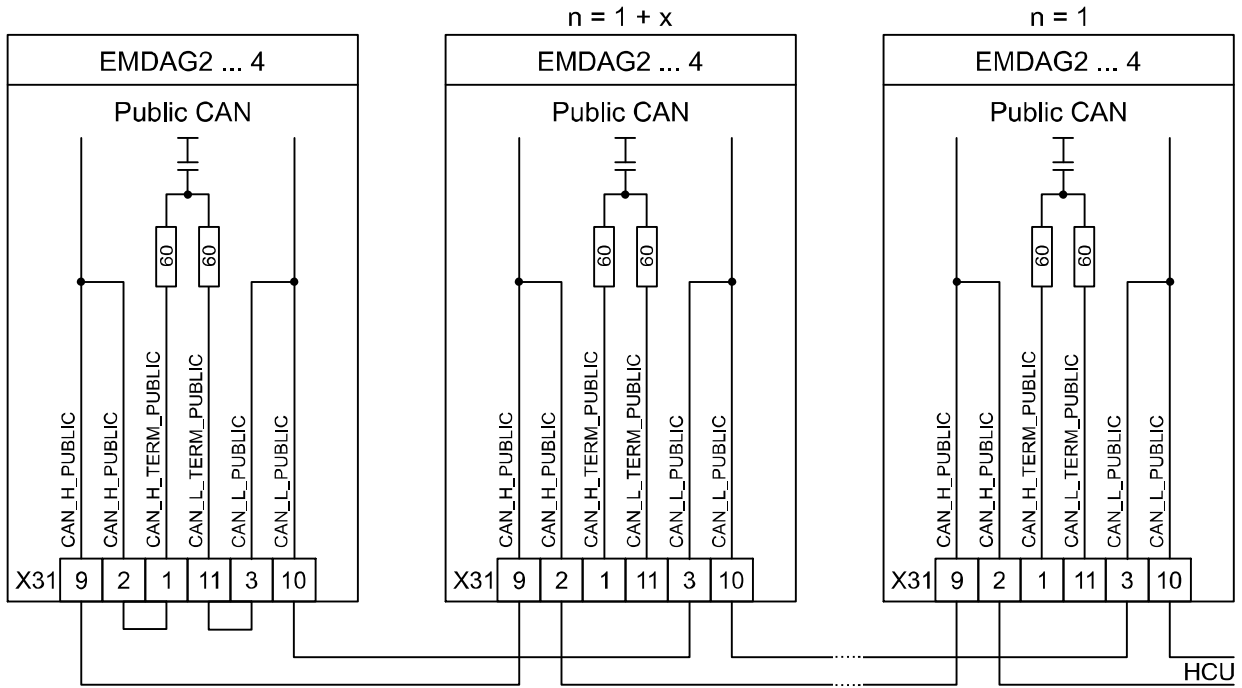 n = 1 + x
n = 1
EMDAG2 ... 4
EMDAG2 ... 4
EMDAG2 ... 4
Public CAN
Public CAN
Public CAN
60
60
60
60
60
60
CAN_H_PUBLIC
CAN_H_PUBLIC
CAN_H_TERM_PUBLIC
CAN_L_TERM_PUBLIC
CAN_L_PUBLIC
CAN_L_PUBLIC
CAN_H_PUBLIC
CAN_H_PUBLIC
CAN_H_TERM_PUBLIC
CAN_L_TERM_PUBLIC
CAN_L_PUBLIC
CAN_L_PUBLIC
CAN_H_PUBLIC
CAN_H_PUBLIC
CAN_H_TERM_PUBLIC
CAN_L_TERM_PUBLIC
CAN_L_PUBLIC
CAN_L_PUBLIC
X31 9 2 1 11 3 10
X31 9 2 1 11 3 10
X31 9 2 1 11 3 10
HCU